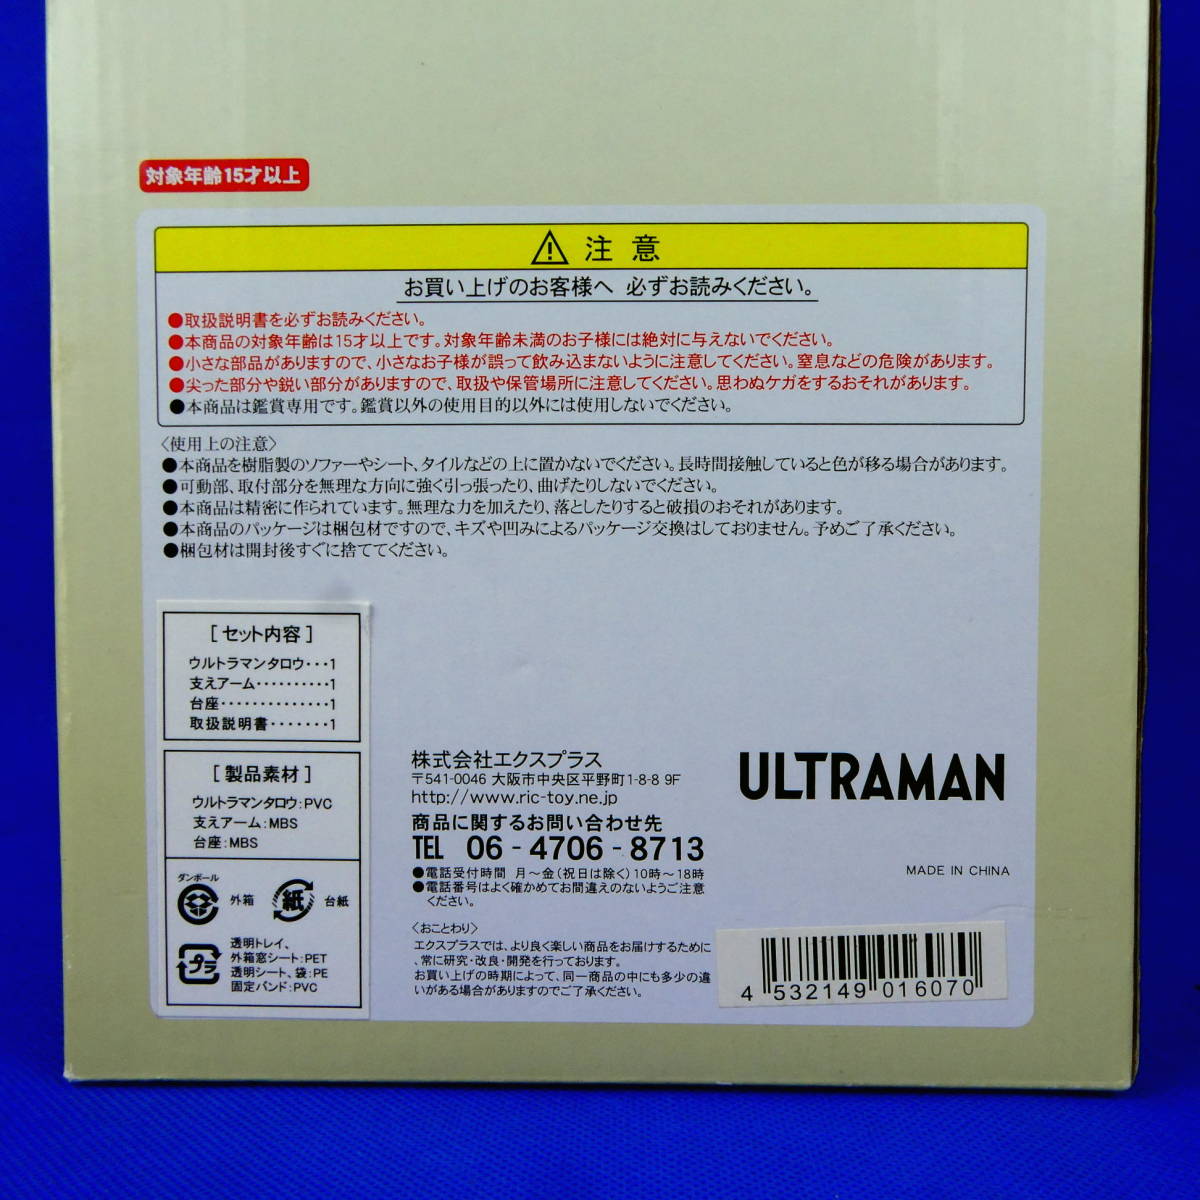 対象年齢15才以上
注意
お買い上げのお客様へ 必ずお読みください。
●取扱説明書を必ずお読みください。
●本商品の対象年齢は15才以上です。対象年齢未満のお子様には絶対に与えないでください。
●小さな部品がありますので、小さなお子様が誤って飲み込まないように注意してください。窒息などの危険があります。
●尖った部分や鋭い部分がありますので、取扱や保管場所に注意してください。思わぬケガをするおそれがあります。
●本商品は鑑賞専用です。鑑賞以外の使用目的以外には使用しないでください。
〈使用上の注意〉
●本商品を樹脂製のソファーやシート、タイルなどの上に置かないでください。長時間接触していると色が移る場合があります。
●可動部、取付部分を無理な方向に強く引っ張ったり、曲げたりしないでください。
●本商品は精密に作られています。無理な力を加えたり、落としたりすると破損のおそれがあります。
●本商品のパッケージは梱包材ですので、キズや凹みによるパッケージ交換はしておりません。予めご了承ください。
●梱包材は開封後すぐに捨ててください。
[セット内容]
ウルトラマンタロウ・・・1
支えアーム・・・・・・・・・・1
台座・・・・・・・・・・・・・・1
取扱説明書・・・・・・・1
[製品素材]
ウルトラマンタロウ:PVC
支えアーム:MBS
台座:MBS
ダンボール
外箱
紙
台紙
プラ
透明トレイ、
外箱窓シート:PET
透明シート、袋:PE
固定バンド:PVC
株式会社エクスプラス
〒541-0046 大阪市中央区平野町1-8-8 9F
http://www.ric-toy.ne.jp
商品に関するお問い合わせ先
TEL 06-4706-8713
●電話受付時間 月～金(祝日は除く)10時～18時
●電話番号はよく確かめてお間違えのないようご注意
ください。
〈おことわり〉
エクスプラスでは、より良く楽しい商品をお届けするために
、常に研究・改良・開発を行っております。
お買い上げの時期によって、同一商品の中にも多少の違
いがある場合がありますのでご了承ください。
ULTRAMAN
MADE IN CHINA
4 532149 016070